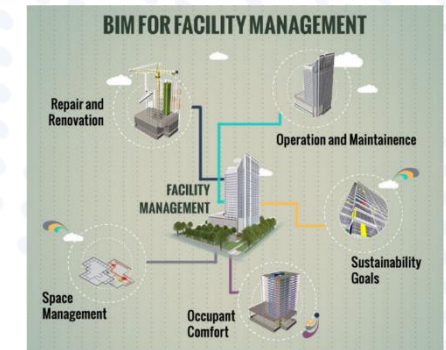 BIM FOR FACILITY MANAGEMENT
Repair and
Renovation
Operation and Maintainence
FACILITY
MANAGEMENT
Sustainability
Goals
Space
Management
Occupant
Comfort